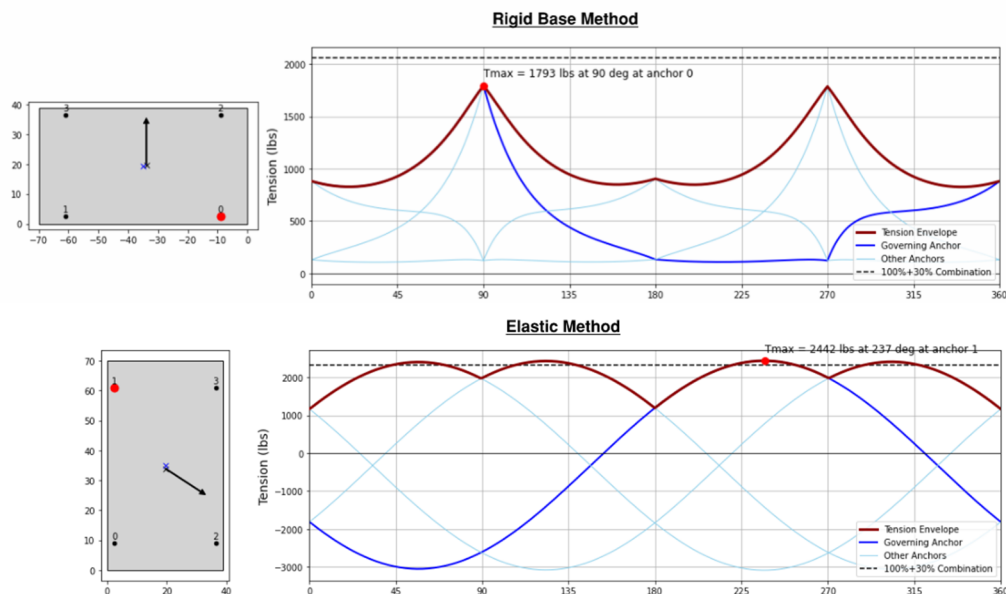 Rigid Base Method
Tmax = 1793 lbs at 90 deg at anchor 0
Tension (lbs)
2000
1500
1000
500
0
0 45 90 135 180 225 270 315 360
Tension Envelope
Governing Anchor
Other Anchors
100%+30% Combination
40
30
20
10
0
−70 −60 −50 −40 −30 −20 −10 0
3 2
1 0
Elastic Method
Tmax = 2442 lbs at 237 deg at anchor 1
Tension (lbs)
2000
1000
0
−1000
−2000
−3000
0 45 90 135 180 225 270 315 360
Tension Envelope
Governing Anchor
Other Anchors
100%+30% Combination
70
60
50
40
30
20
10
0
0 20 40
1 3
0 2